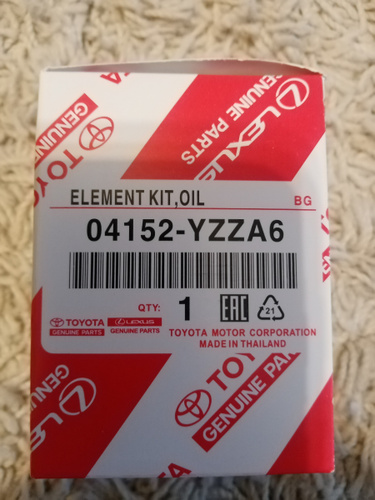 LEXUS
GENUINE PARTS
TOYOTA
GENUINE
ELEMENT KIT,OIL
BG
04152-YZZA6
QTY:
1
EAC
21
TOYOTA
GENUINE PARTS
LEXUS
GENUINE PARTS
TOYOTA MOTOR CORPORATION
MADE IN THAILAND
LEXUS
GENUINE
TOYOTA
GENUINE PARTS